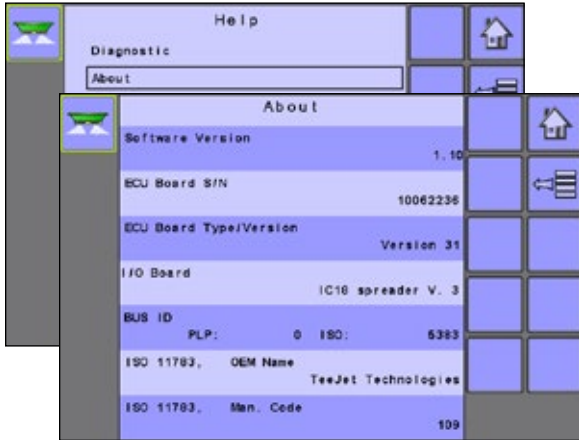 Help
Diagnostic
About
About
Software Version
1.10
ECU Board S/N
10062236
ECU Board Type/Version
Version 31
I/O Board
IC18 spreader V. 3
BUS ID
PLP: 0 ISO: 5383
ISO 11783, OEM Name
TeeJet Technologies
ISO 11783, Man. Code
109